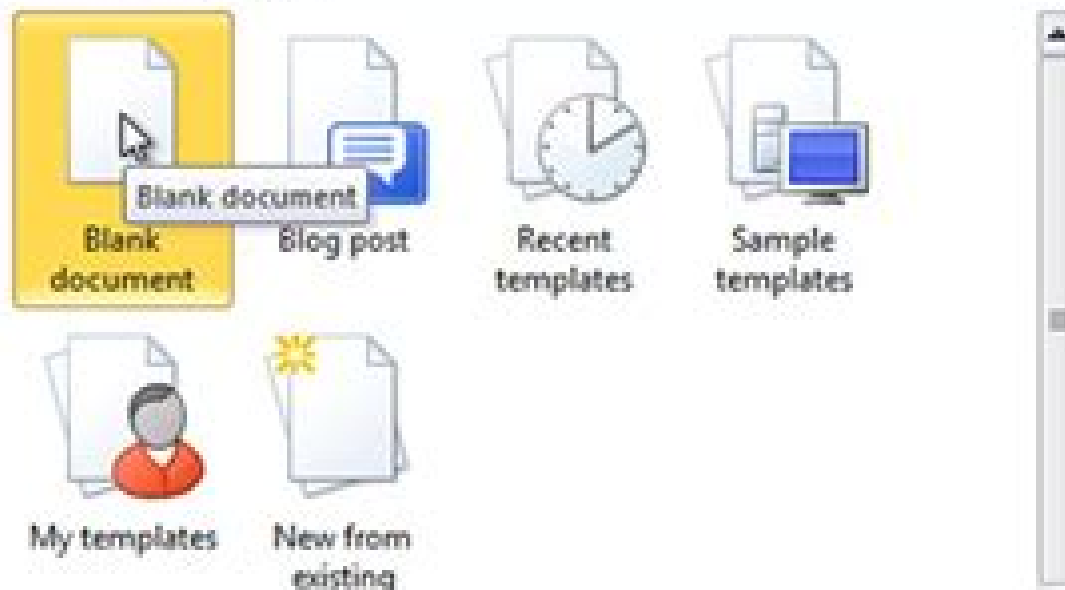 Blank document
Blank
document
Blog post
Recent
templates
Sample
templates
My templates
New from
existing